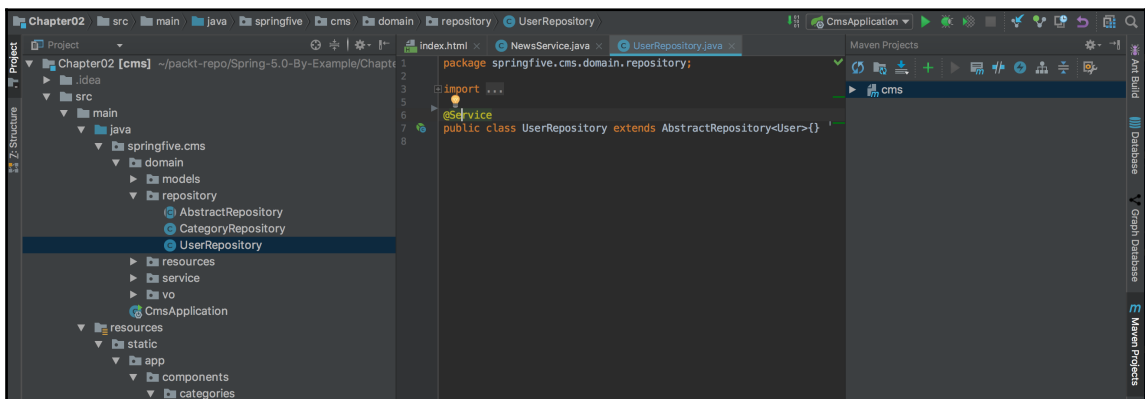 Chapter02 src main java springfive cms domain repository UserRepository CmsApplication
Project
Chapter02 [cms] ~/packt-repo/Spring-5.0-By-Example/Chapte
.idea
src
main
java
springfive.cms
domain
models
repository
AbstractRepository
CategoryRepository
UserRepository
resources
service
vo
CmsApplication
resources
static
app
components
categories
index.html NewsService.java UserRepository.java
1 package springfive.cms.domain.repository;
2
3 import ...
5
6 @Service
7 public class UserRepository extends AbstractRepository<User>{}
8
Maven Projects
cms
Project
Z: Structure
Ant Build
Database
Graph Database
Maven Projects